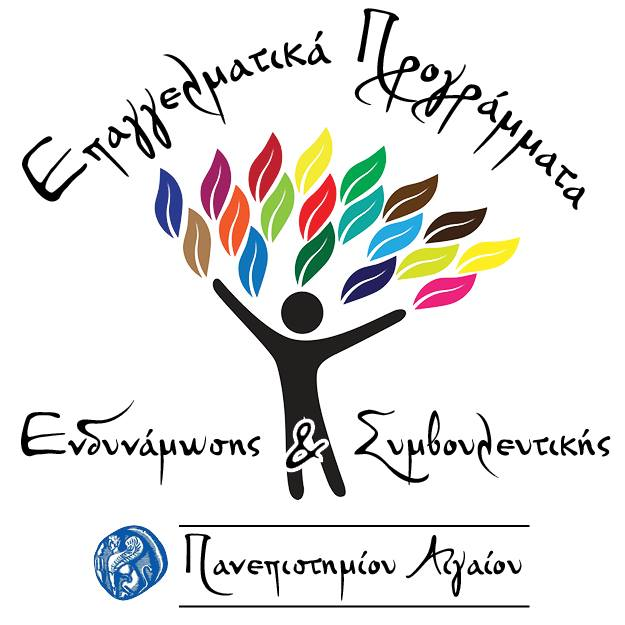 Επαγγελματικά Προγράμματα
Ενδυνάμωσης & Συμβουλευτικής
Πανεπιστημίου Αιγαίου